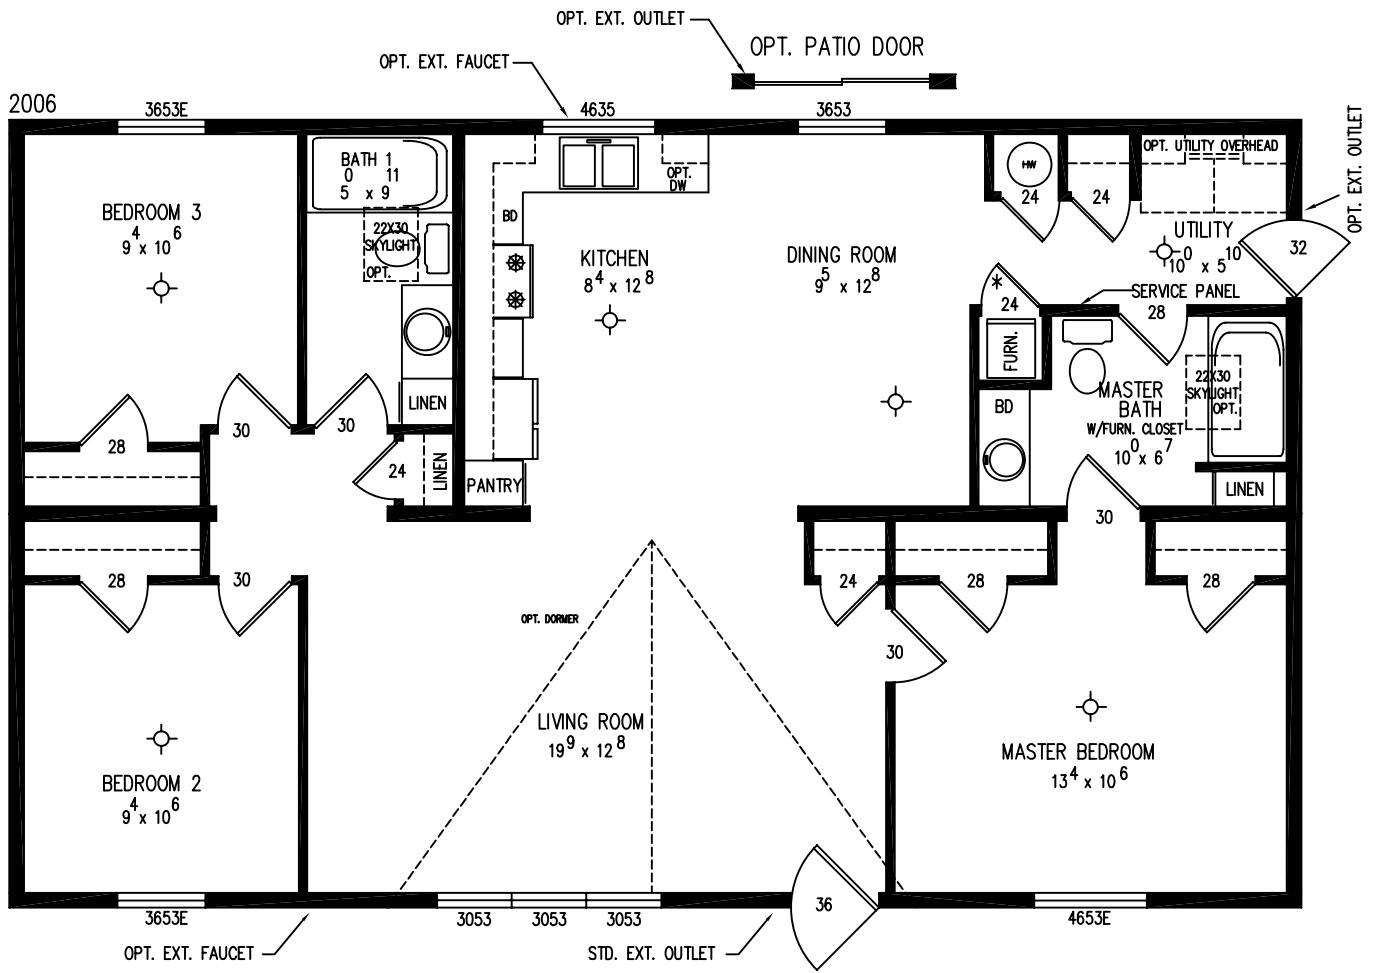 OPT. EXT. OUTLET
OPT. PATIO DOOR
OPT. EXT. FAUCET
2006
3653E
4635
3653
OPT. EXT. OUTLET
BATH 1
5 0 x 9 11
22X30
SKYLIGHT
OPT.
BEDROOM 3
9 4 x 10 6
OPT.
DW
BD
KITCHEN
8 4 x 12 8
DINING ROOM
9 5 x 12 8
HW
24
24
OPT. UTILITY OVERHEAD
UTILITY
10 0 x 5 10
32
SERVICE PANEL
28
*
24
FURN.
MASTER
BATH
W/FURN. CLOSET
10 0 x 6 7
22X30
SKYLIGHT
OPT.
BD
LINEN
30
28
30
30
LINEN
24
LINEN
PANTRY
28
30
24
28
28
30
OPT. DORMER
LIVING ROOM
19 9 x 12 8
MASTER BEDROOM
13 4 x 10 6
BEDROOM 2
9 4 x 10 6
36
3653E
3053
3053
3053
4653E
OPT. EXT. FAUCET
STD. EXT. OUTLET